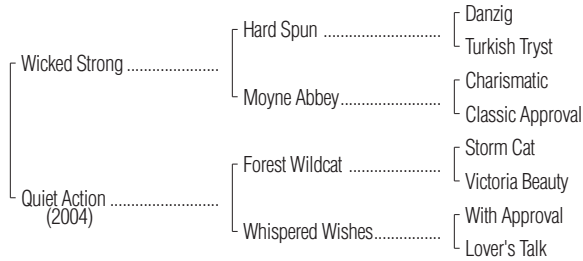 Danzig
Hard Spun ........................
Turkish Tryst
Wicked Strong .....................
Charismatic
Moyne Abbey...................
Classic Approval
Storm Cat
Forest Wildcat .................
Victoria Beauty
Quiet Action .........................
(2004)
With Approval
Whispered Wishes...............
Lover's Talk